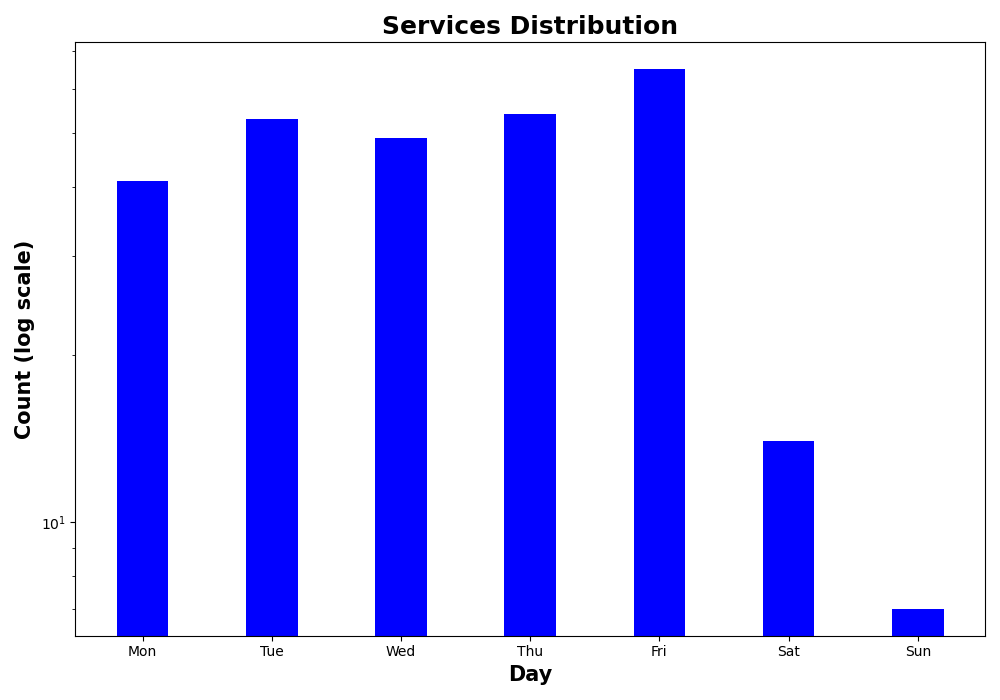 Services Distribution
Count (log scale)
10¹
Mon Tue Wed Thu Fri Sat Sun
Day